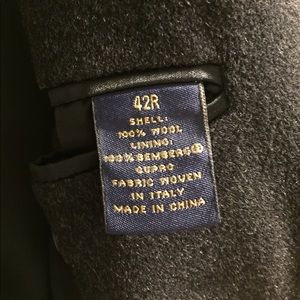 42R
SHELL:
100% WOOL
LINING:
100% BEMBERG®
CUPRO
FABRIC WOVEN
IN ITALY
MADE IN CHINA